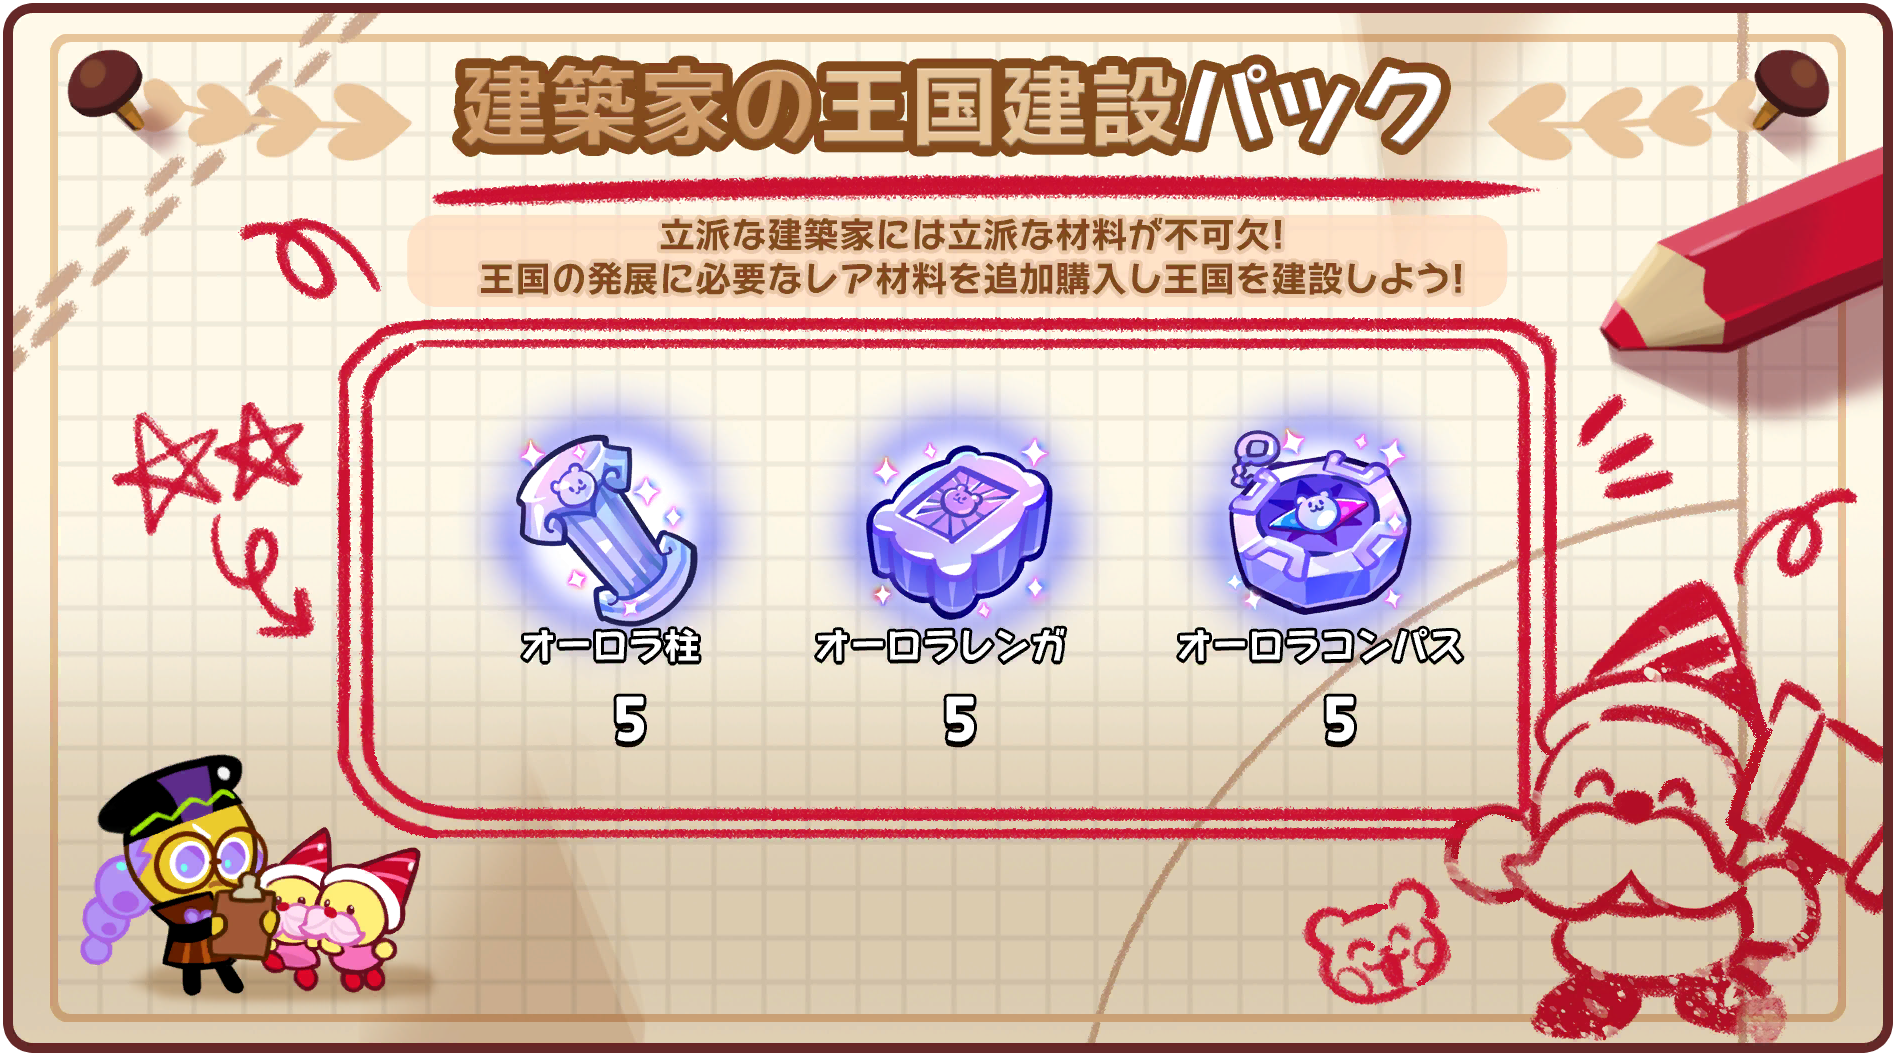 建築家の王国建設パック
立派な建築家には立派な材料が不可欠!
王国の発展に必要なレア材料を追加購入し王国を建設しよう!
オーロラ柱
オーロラレンガ
オーロラコンパス
5
5
5